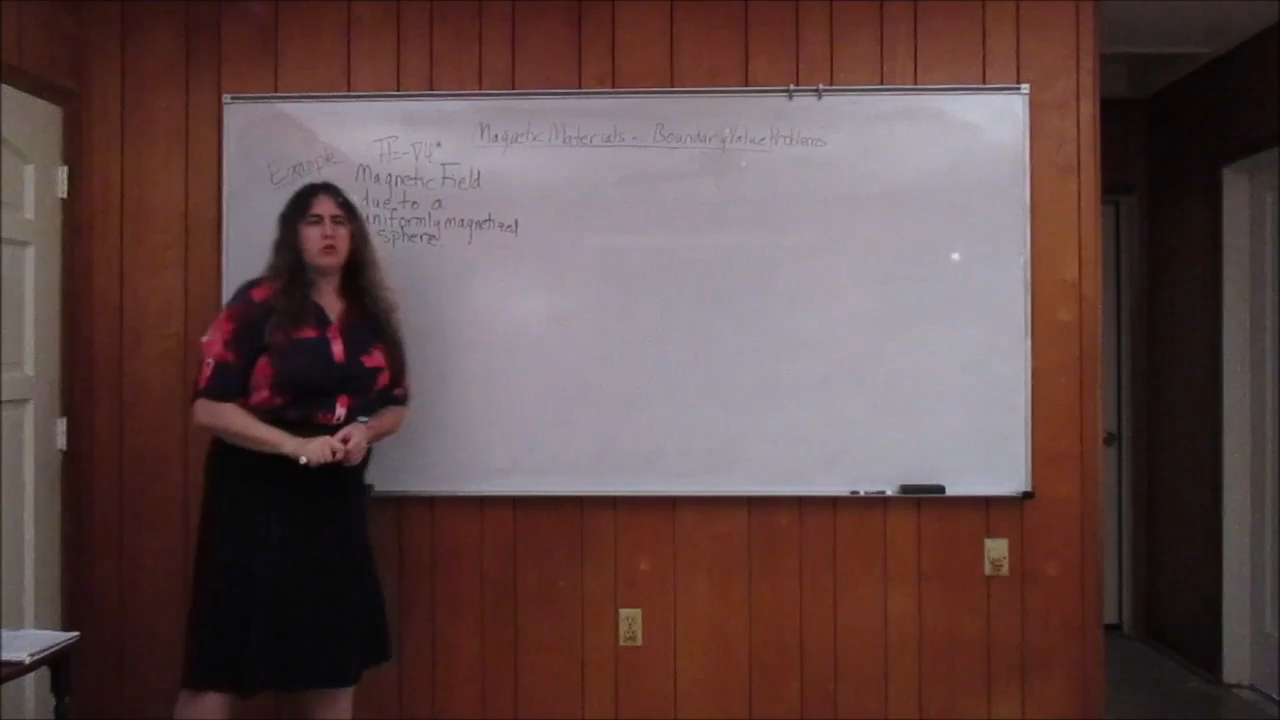 Magnetic Materials - Boundary Value Problems
Example
H=-∇φ*
Magnetic Field
due to a
uniformly magnetized
sphere